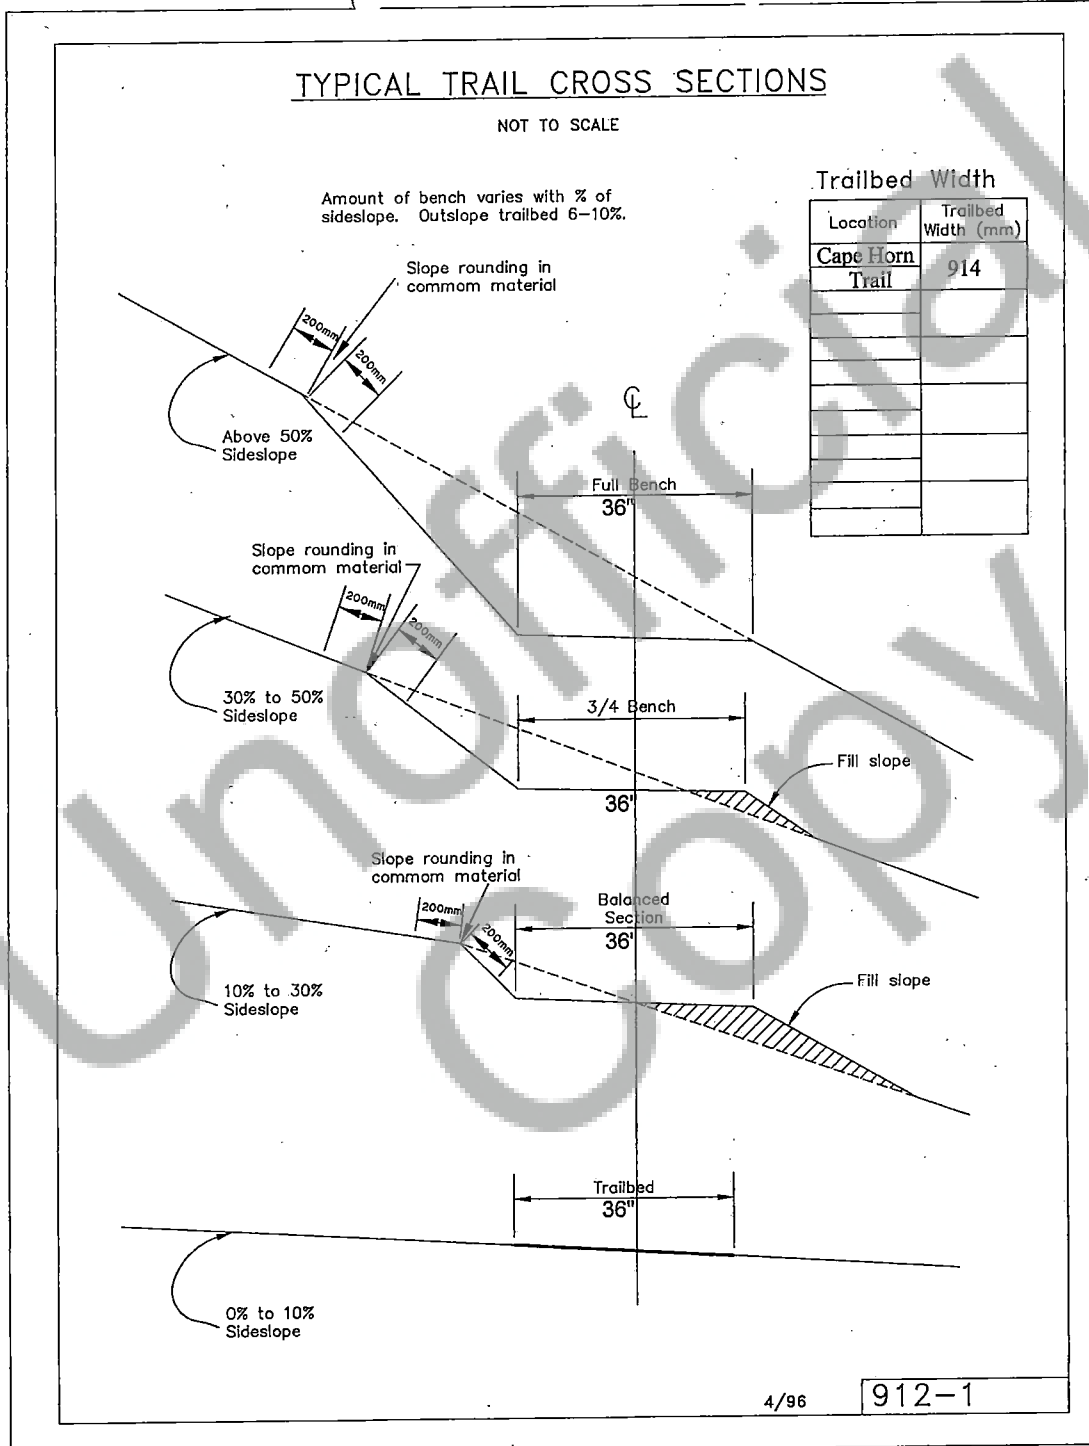 TYPICAL TRAIL CROSS SECTIONS
NOT TO SCALE
Amount of bench varies with % of
sideslope. Outslope trailbed 6-10%.
Trailbed Width
Location
Trailbed
Width (mm)
Cape Horn
Trail
914
Slope rounding in
commom material
200mm
200mm
Above 50%
Sideslope
CL
Full Bench
36"
Slope rounding in
commom material
200mm
200mm
30% to 50%
Sideslope
3/4 Bench
36"
Fill slope
Slope rounding in
commom material
200mm
200mm
10% to 30%
Sideslope
Balanced
Section
36"
Fill slope
Trailbed
36"
0% to 10%
Sideslope
4/96
912-1
Unofficial
Copy